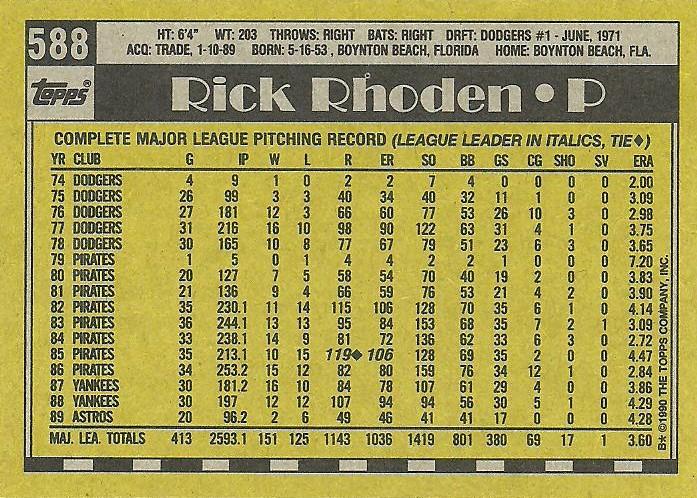 588
HT: 6'4" WT: 203 THROWS: RIGHT BATS: RIGHT DRFT: DODGERS #1 - JUNE, 1971
ACQ: TRADE, 1-10-89 BORN: 5-16-53, BOYNTON BEACH, FLORIDA HOME: BOYNTON BEACH, FLA.
topps®
Rick Rhoden • P
COMPLETE MAJOR LEAGUE PITCHING RECORD (LEAGUE LEADER IN ITALICS, TIE♦)
YR CLUB G IP W L R ER SO BB GS CG SHO SV ERA
74 DODGERS 4 9 1 0 2 2 7 4 0 0 0 0 2.00
75 DODGERS 26 99 3 3 40 34 40 32 11 1 0 0 3.09
76 DODGERS 27 181 12 3 66 60 77 53 26 10 3 0 2.98
77 DODGERS 31 216 16 10 98 90 122 63 31 4 1 0 3.75
78 DODGERS 30 165 10 8 77 67 79 51 23 6 3 0 3.65
79 PIRATES 1 5 0 1 4 4 2 2 1 0 0 0 7.20
80 PIRATES 20 127 7 5 58 54 70 40 19 2 0 0 3.83
81 PIRATES 21 136 9 4 66 59 76 53 21 4 2 0 3.90
82 PIRATES 35 230.1 11 14 115 106 128 70 35 6 1 0 4.14
83 PIRATES 36 244.1 13 13 95 84 153 68 35 7 2 1 3.09
84 PIRATES 33 238.1 14 9 81 72 136 62 33 6 3 0 2.72
85 PIRATES 35 213.1 10 15 119♦ 106 128 69 35 2 0 0 4.47
86 PIRATES 34 253.2 15 12 82 80 159 76 34 12 1 0 2.84
87 YANKEES 30 181.2 16 10 84 78 107 61 29 4 0 0 3.86
88 YANKEES 30 197 12 12 107 94 94 56 30 5 1 0 4.29
89 ASTROS 20 96.2 2 6 49 46 41 41 17 0 0 0 4.28
MAJ. LEA. TOTALS 413 2593.1 151 125 1143 1036 1419 801 380 69 17 1 3.60
B* ©1990 THE TOPPS COMPANY, INC.